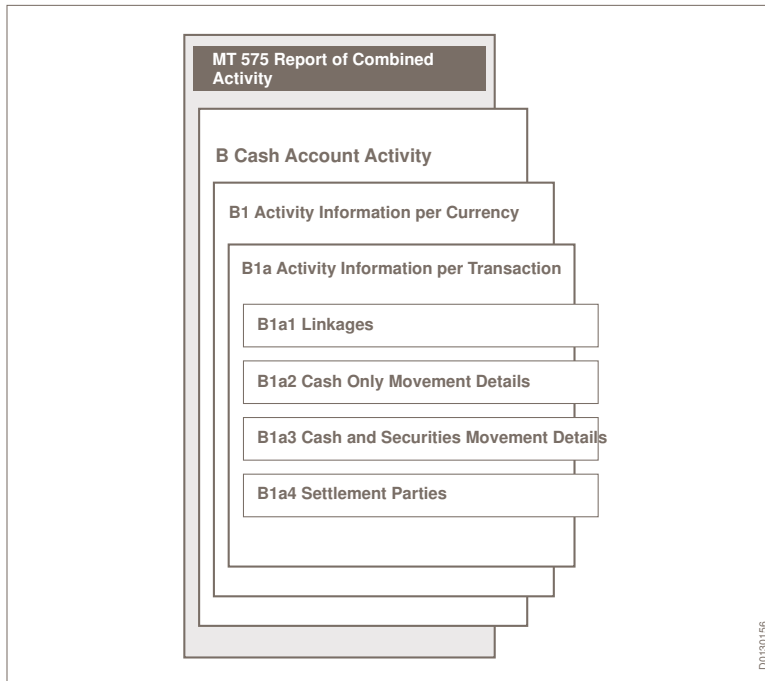 MT 575 Report of Combined
Activity
B Cash Account Activity
B1 Activity Information per Currency
B1a Activity Information per Transaction
B1a1 Linkages
B1a2 Cash Only Movement Details
B1a3 Cash and Securities Movement Details
B1a4 Settlement Parties
D0130156